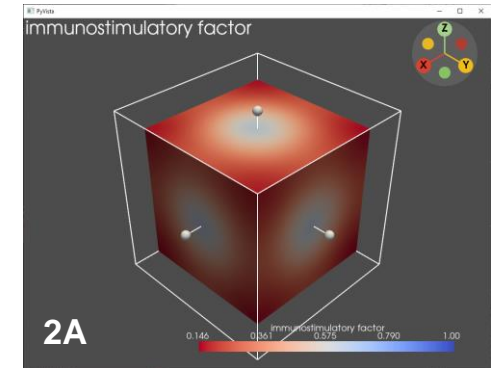 PyVista
immunostimulatory factor
Z
X
Y
2A
immunostimulatory factor
0.146 0.361 0.575 0.790 1.00